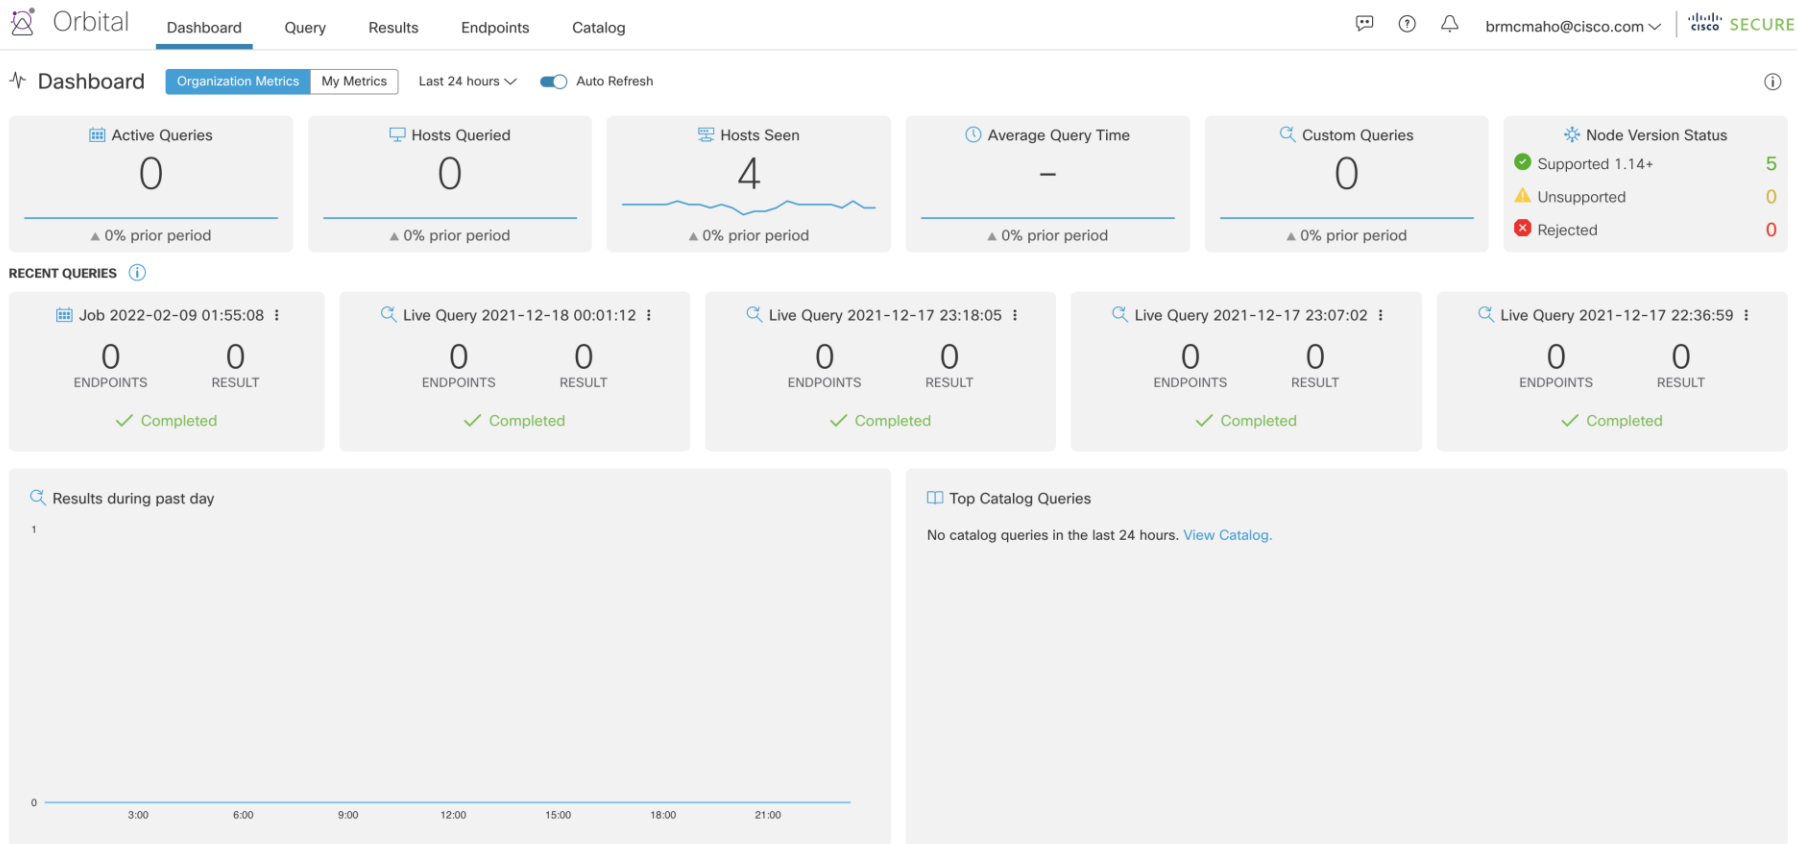 Orbital
Dashboard Query Results Endpoints Catalog
brmcmaho@cisco.com
CISCO SECURE
Dashboard
Organization Metrics My Metrics
Last 24 hours
Auto Refresh
Active Queries
0
0% prior period
Hosts Queried
0
0% prior period
Hosts Seen
4
0% prior period
Average Query Time
–
0% prior period
Custom Queries
0
0% prior period
Node Version Status
Supported 1.14+ 5
Unsupported 0
Rejected 0
RECENT QUERIES
Job 2022-02-09 01:55:08
0 0
ENDPOINTS RESULT
Completed
Live Query 2021-12-18 00:01:12
0 0
ENDPOINTS RESULT
Completed
Live Query 2021-12-17 23:18:05
0 0
ENDPOINTS RESULT
Completed
Live Query 2021-12-17 23:07:02
0 0
ENDPOINTS RESULT
Completed
Live Query 2021-12-17 22:36:59
0 0
ENDPOINTS RESULT
Completed
Results during past day
1
0
3:00 6:00 9:00 12:00 15:00 18:00 21:00
Top Catalog Queries
No catalog queries in the last 24 hours. View Catalog.